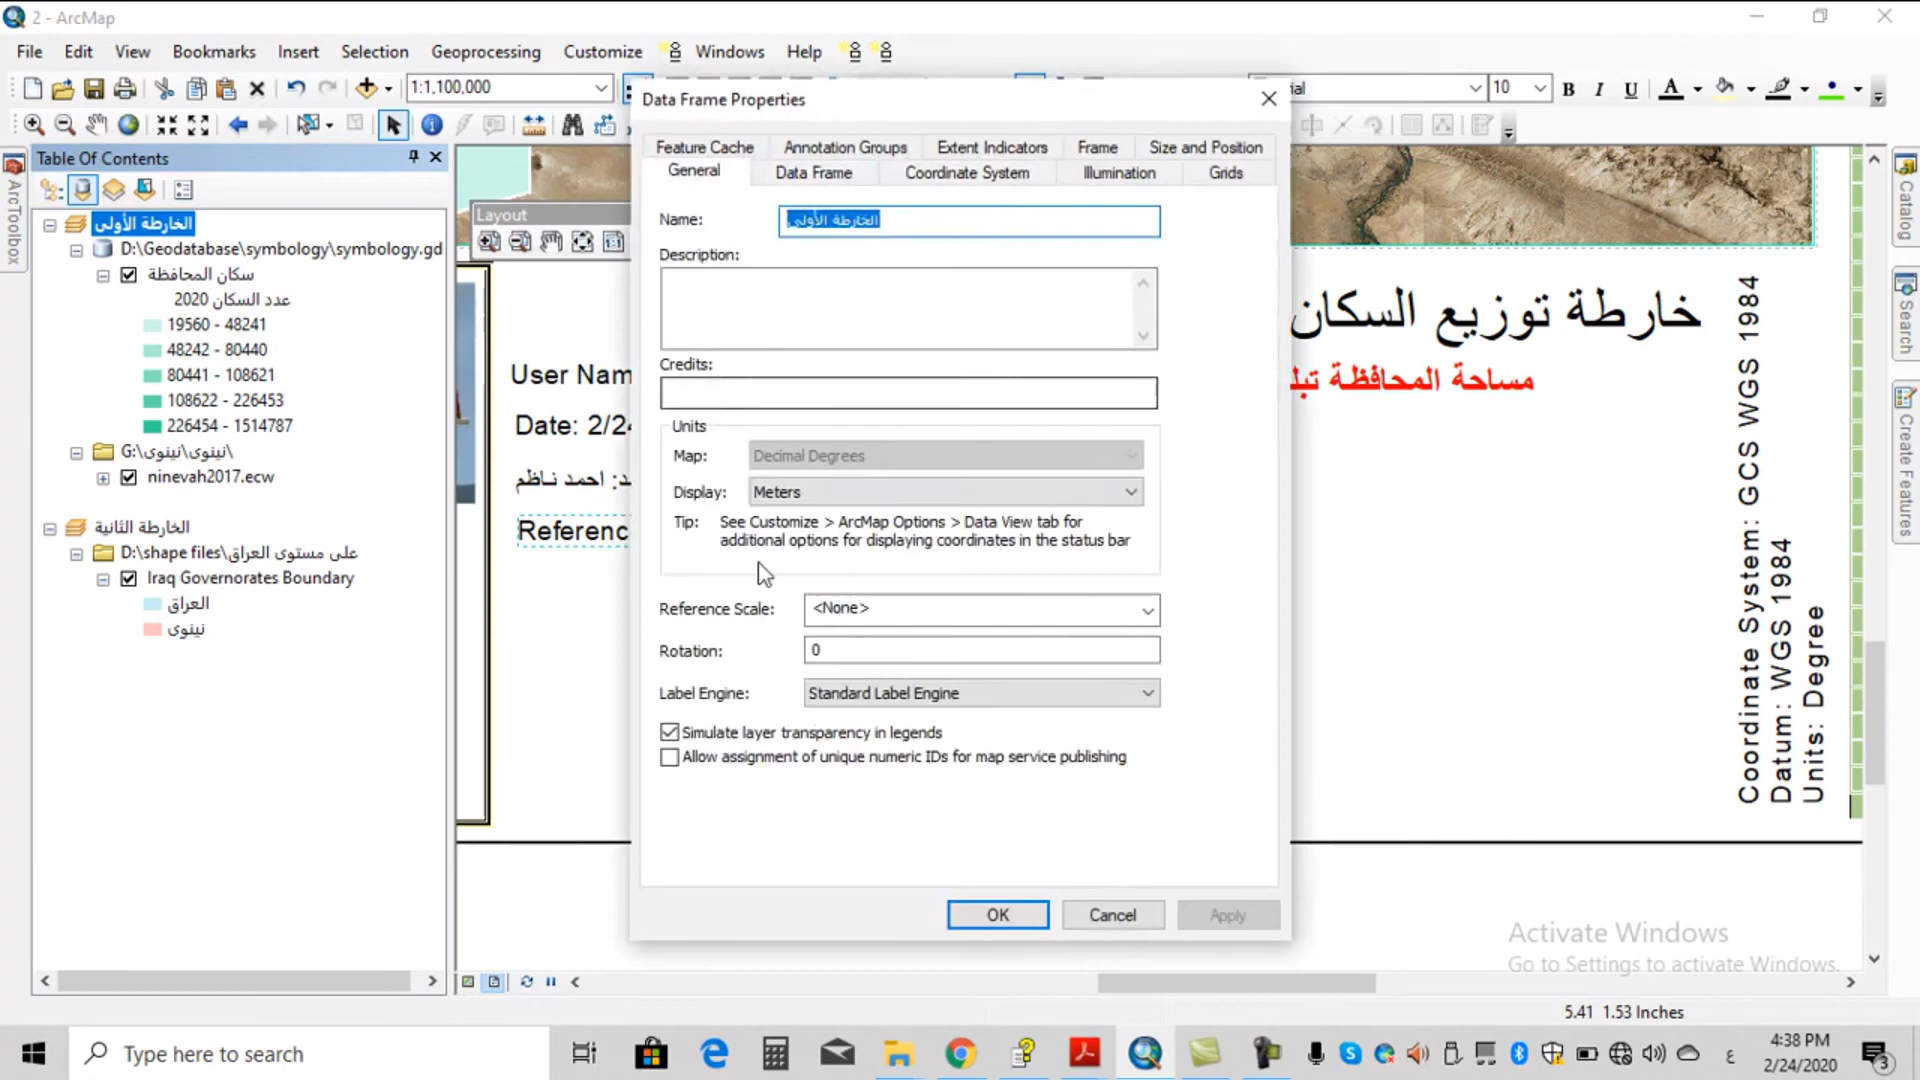 2 - ArcMap
File Edit View Bookmarks Insert Selection Geoprocessing Customize Windows Help
1:1,100,000
10 B I U A
Table Of Contents
الخارطة الأولى
D:\Geodatabase\symbology\symbology.gd
سكان المحافظة
عدد السكان 2020
19560 - 48241
48242 - 80440
80441 - 108621
108622 - 226453
226454 - 1514787
G:\نينوى\نينوى\
ninevah2017.ecw
الخارطة الثانية
D:\shape files\على مستوى العراق
Iraq Governorates Boundary
العراق
نينوى
ArcToolbox
Layout
User Nam
Date: 2/24
د: احمد ناظم
Referenc
Data Frame Properties
Feature Cache Annotation Groups Extent Indicators Frame Size and Position
General Data Frame Coordinate System Illumination Grids
Name: الخارطة الأولى
Description:
Credits:
Units
Map: Decimal Degrees
Display: Meters
Tip: See Customize > ArcMap Options > Data View tab for
additional options for displaying coordinates in the status bar
Reference Scale: <None>
Rotation: 0
Label Engine: Standard Label Engine
Simulate layer transparency in legends
Allow assignment of unique numeric IDs for map service publishing
OK Cancel Apply
خارطة توزيع السكان
مساحة المحافظة تبل
Coordinate System: GCS WGS 1984
Datum: WGS 1984
Units: Degree
Catalog
Search
Create Features
Activate Windows
Go to Settings to activate Windows.
5.41 1.53 Inches
Type here to search
ع
4:38 PM
2/24/2020
3